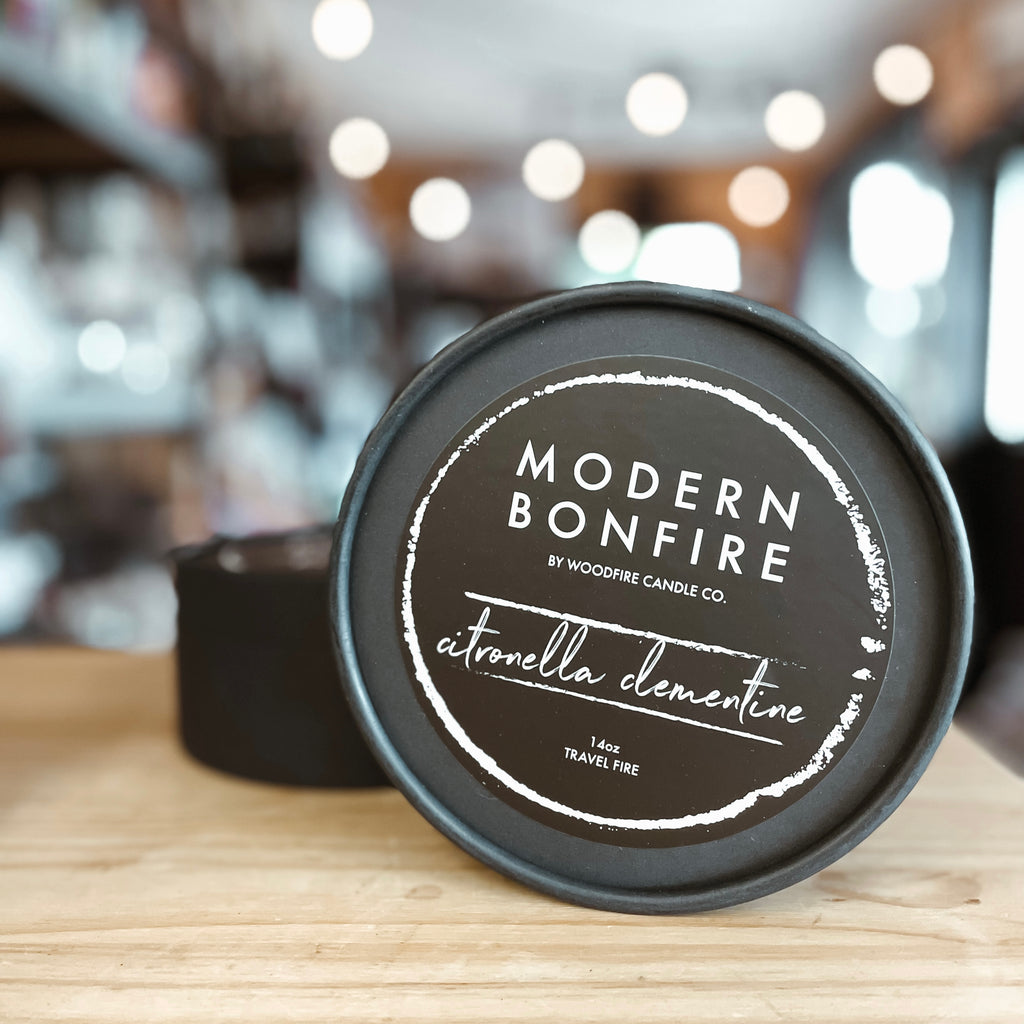 MODERN
BONFIRE
BY WOODFIRE CANDLE CO.
citronella clementine
14oz
TRAVEL FIRE